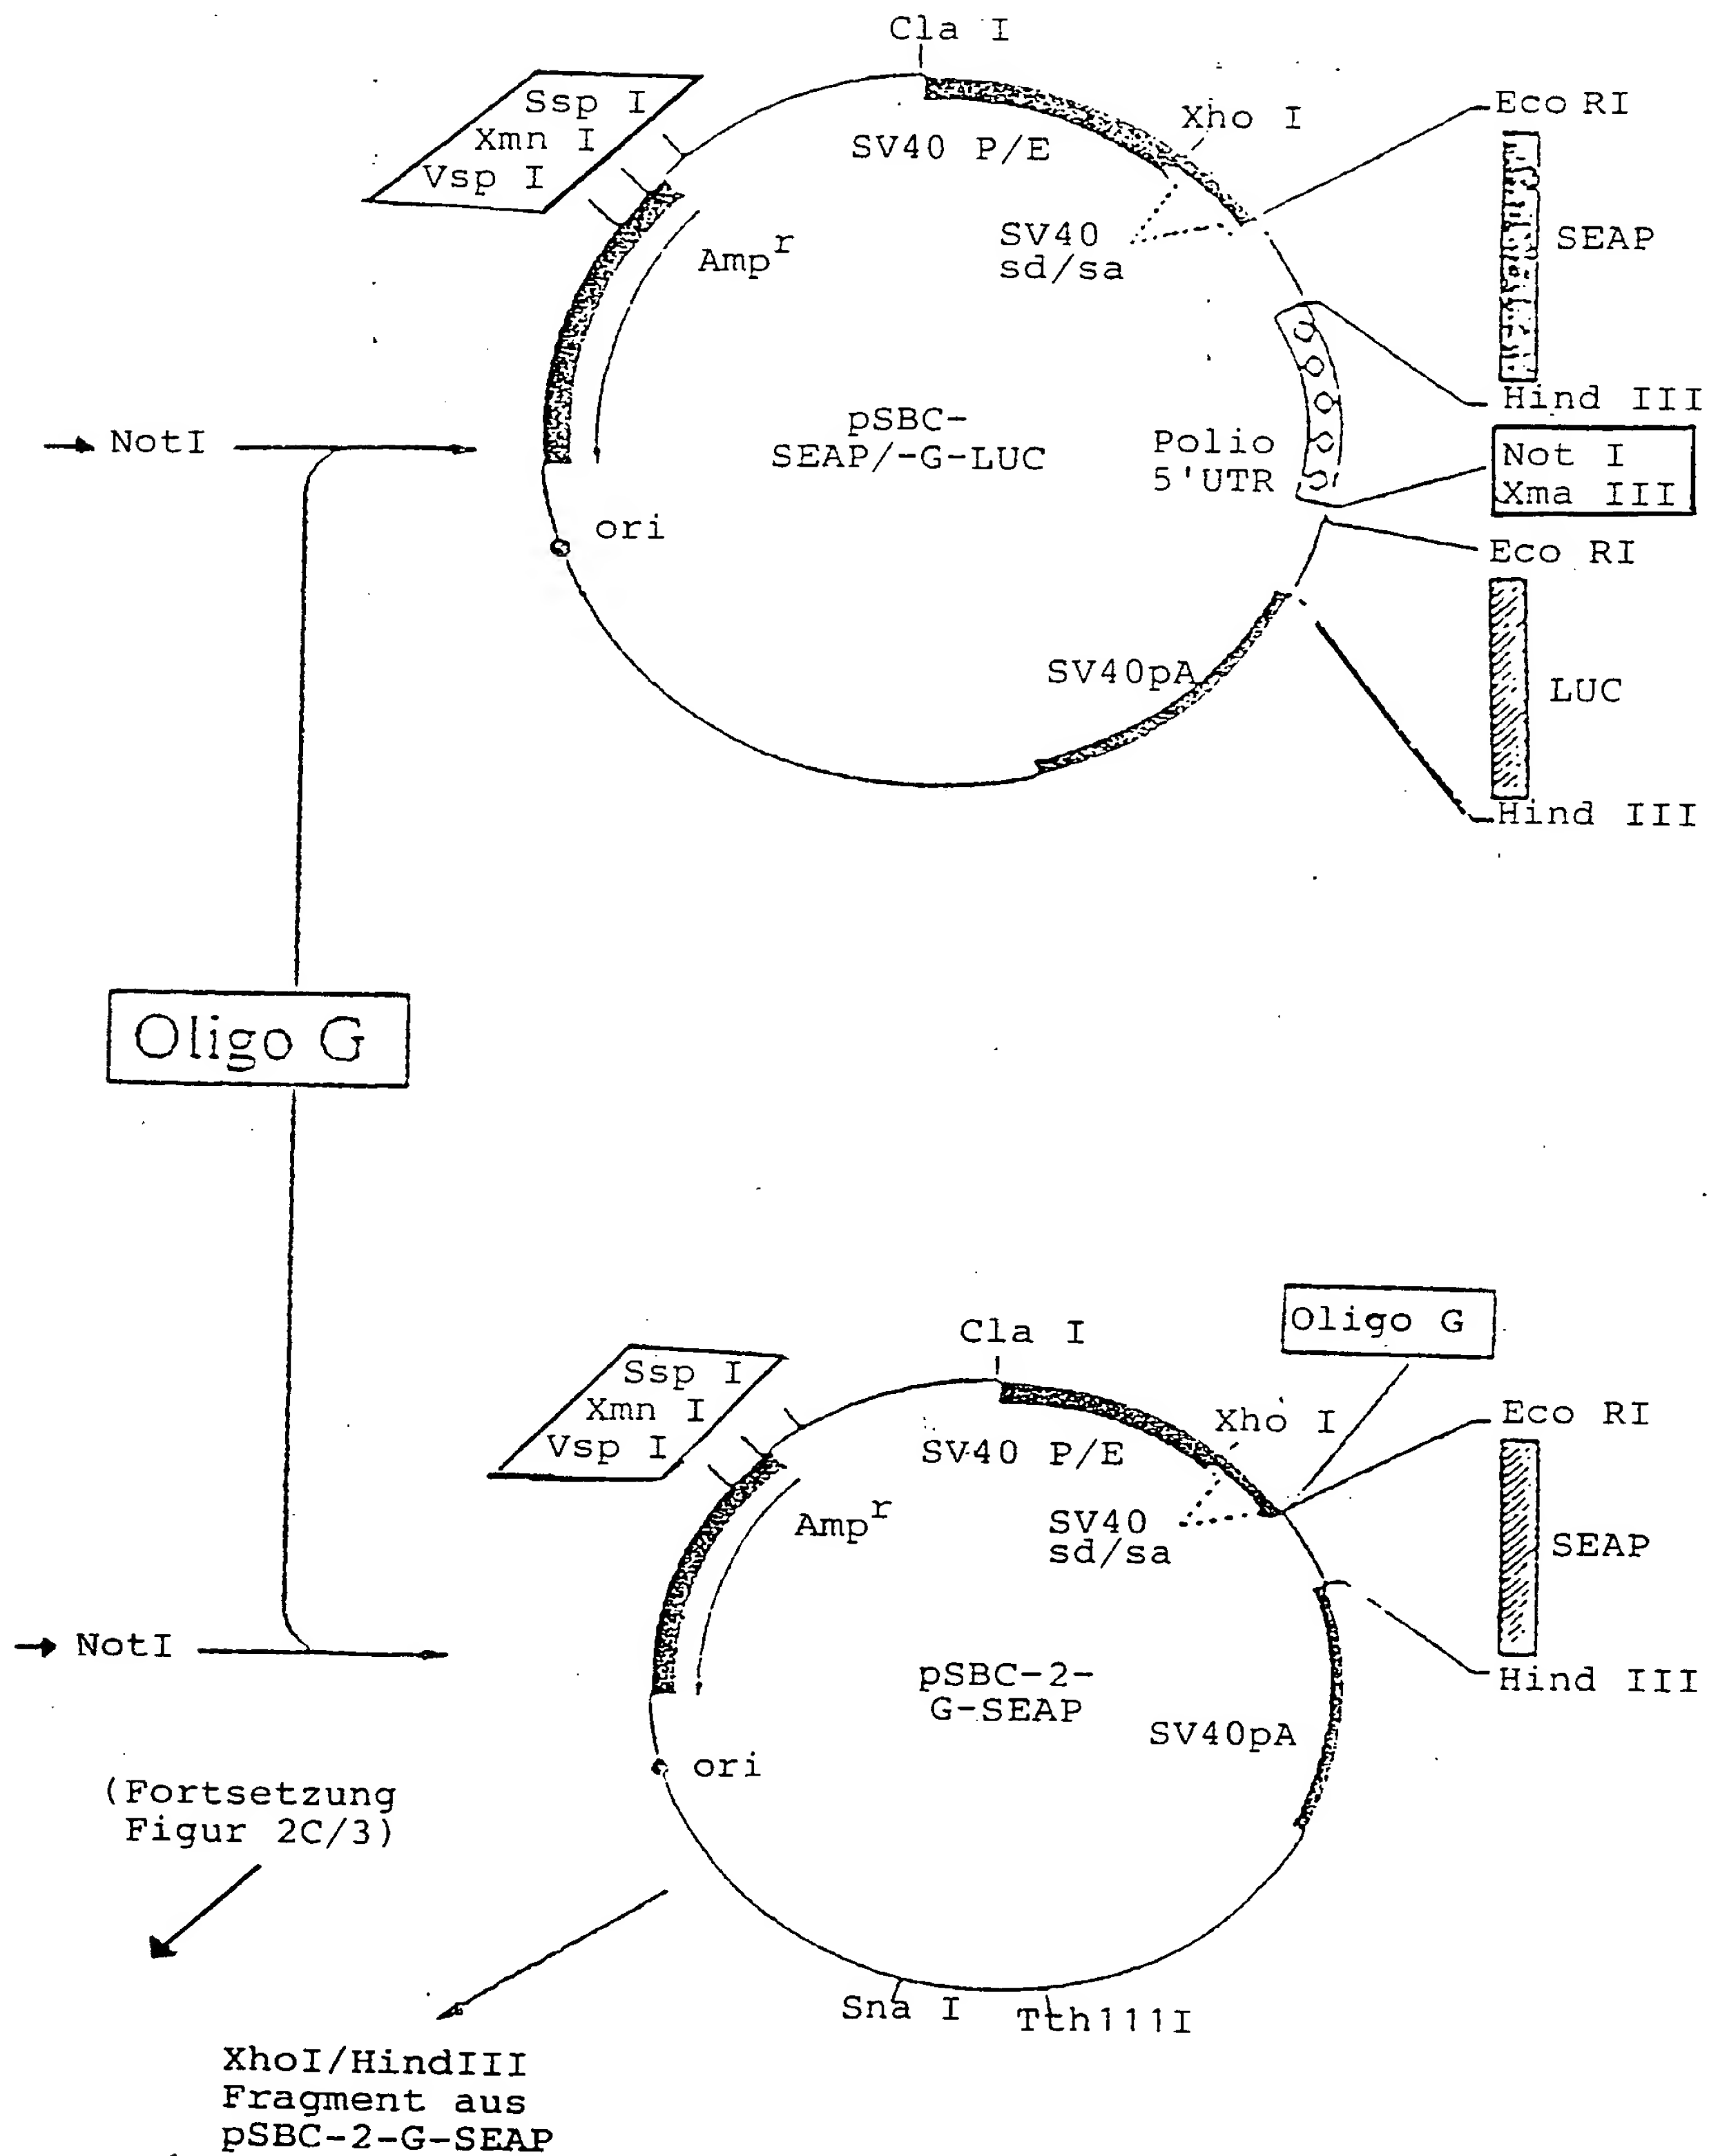 Cla I
Ssp I
Xmn I
Vsp I
Xho I
Eco RI
SV40 P/E
SV40
sd/sa
SEAP
Amp^r
Hind III
→ NotI
pSBC-
SEAP/-G-LUC
Polio
5'UTR
Not I
Xma III
ori
Eco RI
SV40pA
LUC
Hind III
Oligo G
Oligo G
Cla I
Ssp I
Xmn I
Vsp I
Xho I
Eco RI
SV40 P/E
Amp^r
SV40
sd/sa
SEAP
→ NotI
pSBC-2-
G-SEAP
Hind III
SV40pA
ori
(Fortsetzung
Figur 2C/3)
Sna I
Tth111I
XhoI/HindIII
Fragment aus
pSBC-2-G-SEAP